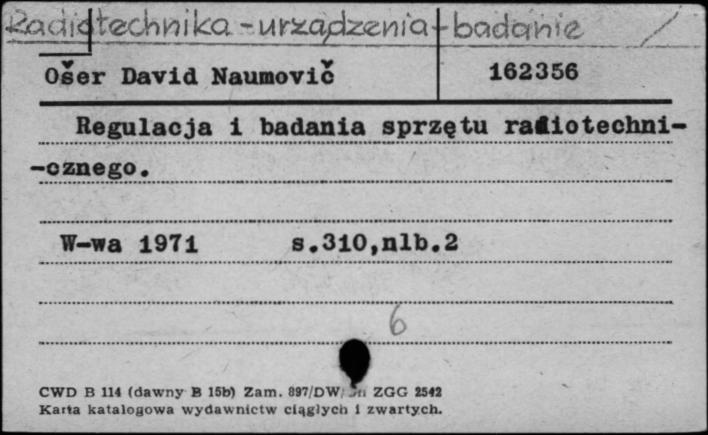 Radiotechnika - urządzenia - badanie
Ošer David Naumovič 162356
Regulacja i badania sprzętu radiotechni-
-cznego.
W-wa 1971 s.310,nlb.2
6
CWD B 114 (dawny B 15b) Zam. 897/DW/ ZGG 2542
Karta katalogowa wydawnictw ciągłych i zwartych.